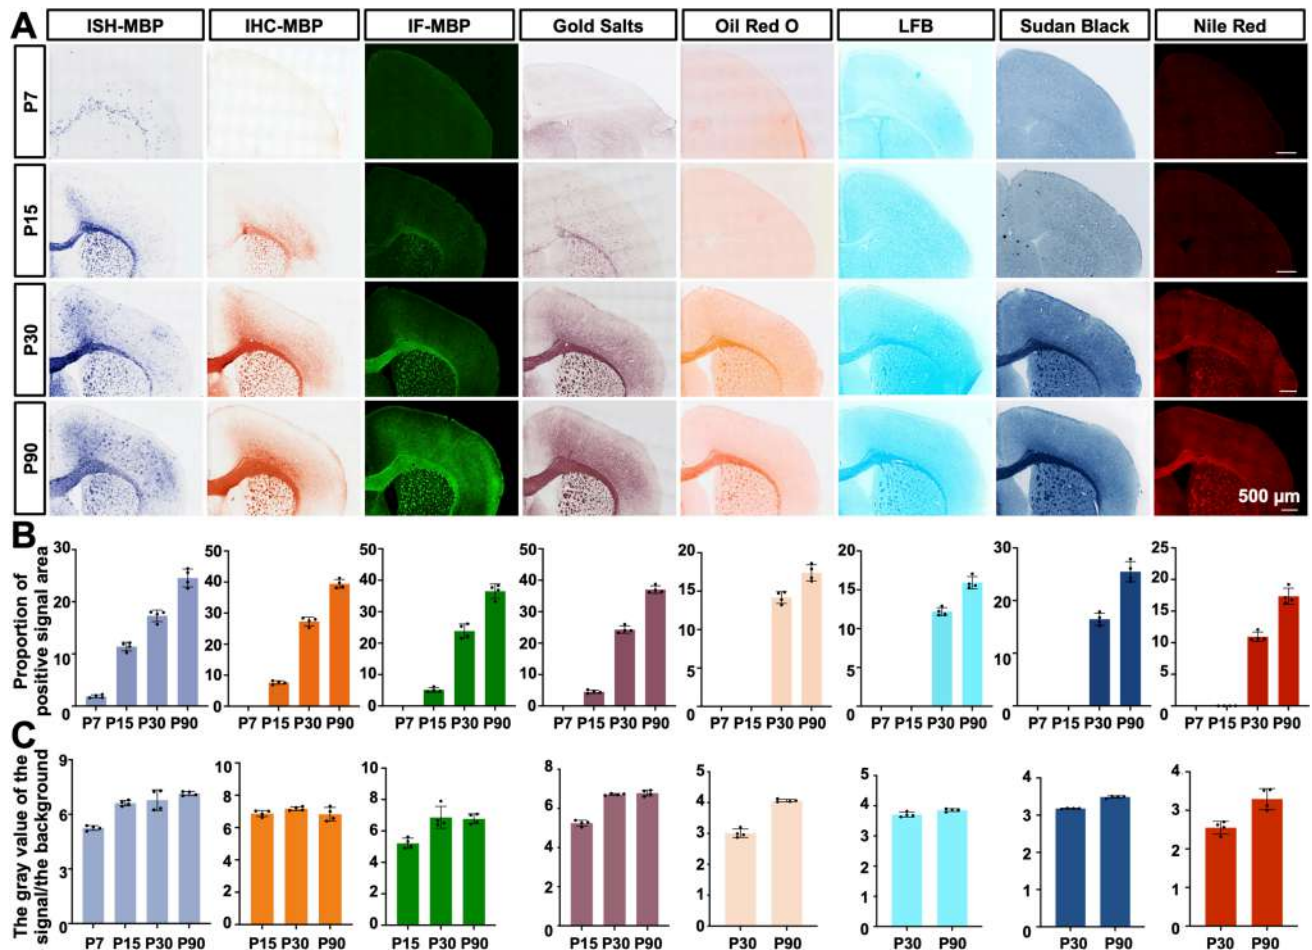 A
ISH-MBP IHC-MBP IF-MBP Gold Salts Oil Red O LFB Sudan Black Nile Red
P7
P15
P30
P90
500 µm
B
Proportion of
positive signal area
30 20 10 0
P7 P15 P30 P90
50 40 30 20 10 0
P7 P15 P30 P90
50 40 30 20 10 0
P7 P15 P30 P90
50 40 30 20 10 0
P7 P15 P30 P90
20 15 10 5 0
P7 P15 P30 P90
20 15 10 5 0
P7 P15 P30 P90
30 20 10 0
P7 P15 P30 P90
25 20 15 10 5 0
P7 P15 P30 P90
C
The gray value of the
signal/the background
9 6 3 0
P7 P15 P30 P90
10 8 6 4 2 0
P15 P30 P90
10 8 6 4 2 0
P15 P30 P90
8 6 4 2 0
P15 P30 P90
5 4 3 2 1 0
P30 P90
5 4 3 2 1 0
P30 P90
4 3 2 1 0
P30 P90
4 3 2 1 0
P30 P90